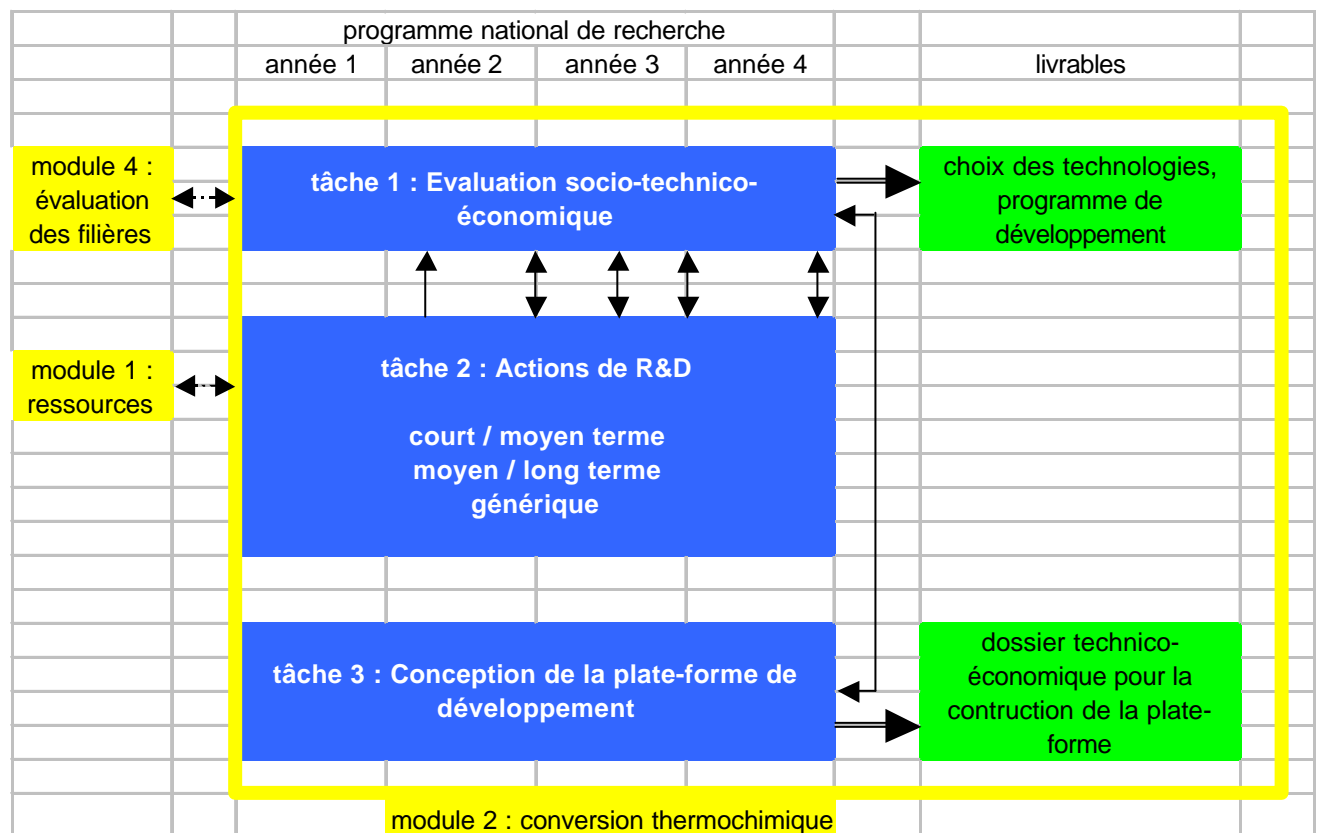 programme national de recherche
année 1 année 2 année 3 année 4 livrables
module 4 :
évaluation
des filières
tâche 1 : Evaluation socio-technico-
économique
choix des technologies,
programme de
développement
module 1 :
ressources
tâche 2 : Actions de R&D
court / moyen terme
moyen / long terme
générique
tâche 3 : Conception de la plate-forme de
développement
dossier technico-
économique pour la
contruction de la plate-
forme
module 2 : conversion thermochimique